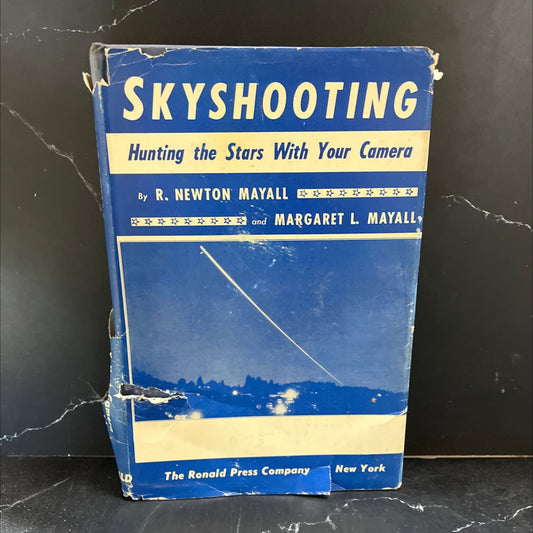 SKYSHOOTING
Hunting the Stars With Your Camera
By R. NEWTON MAYALL
and MARGARET L. MAYALL
The Ronald Press Company New York